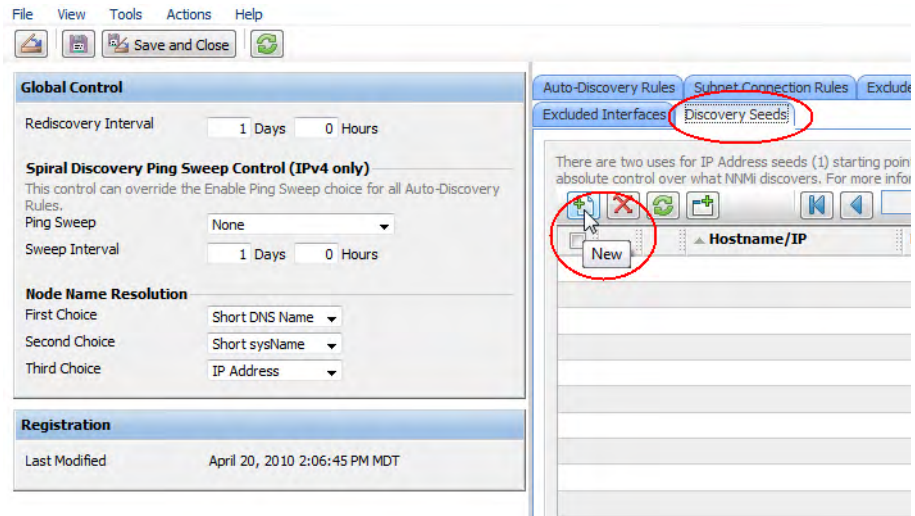 File View Tools Actions Help
Save and Close
Global Control
Rediscovery Interval 1 Days 0 Hours
Spiral Discovery Ping Sweep Control (IPv4 only)
This control can override the Enable Ping Sweep choice for all Auto-Discovery
Rules.
Ping Sweep None
Sweep Interval 1 Days 0 Hours
Node Name Resolution
First Choice Short DNS Name
Second Choice Short sysName
Third Choice IP Address
Registration
Last Modified April 20, 2010 2:06:45 PM MDT
Auto-Discovery Rules Subnet Connection Rules Exclude
Excluded Interfaces Discovery Seeds
There are two uses for IP Address seeds (1) starting poin
absolute control over what NNMi discovers. For more infor
Hostname/IP
New